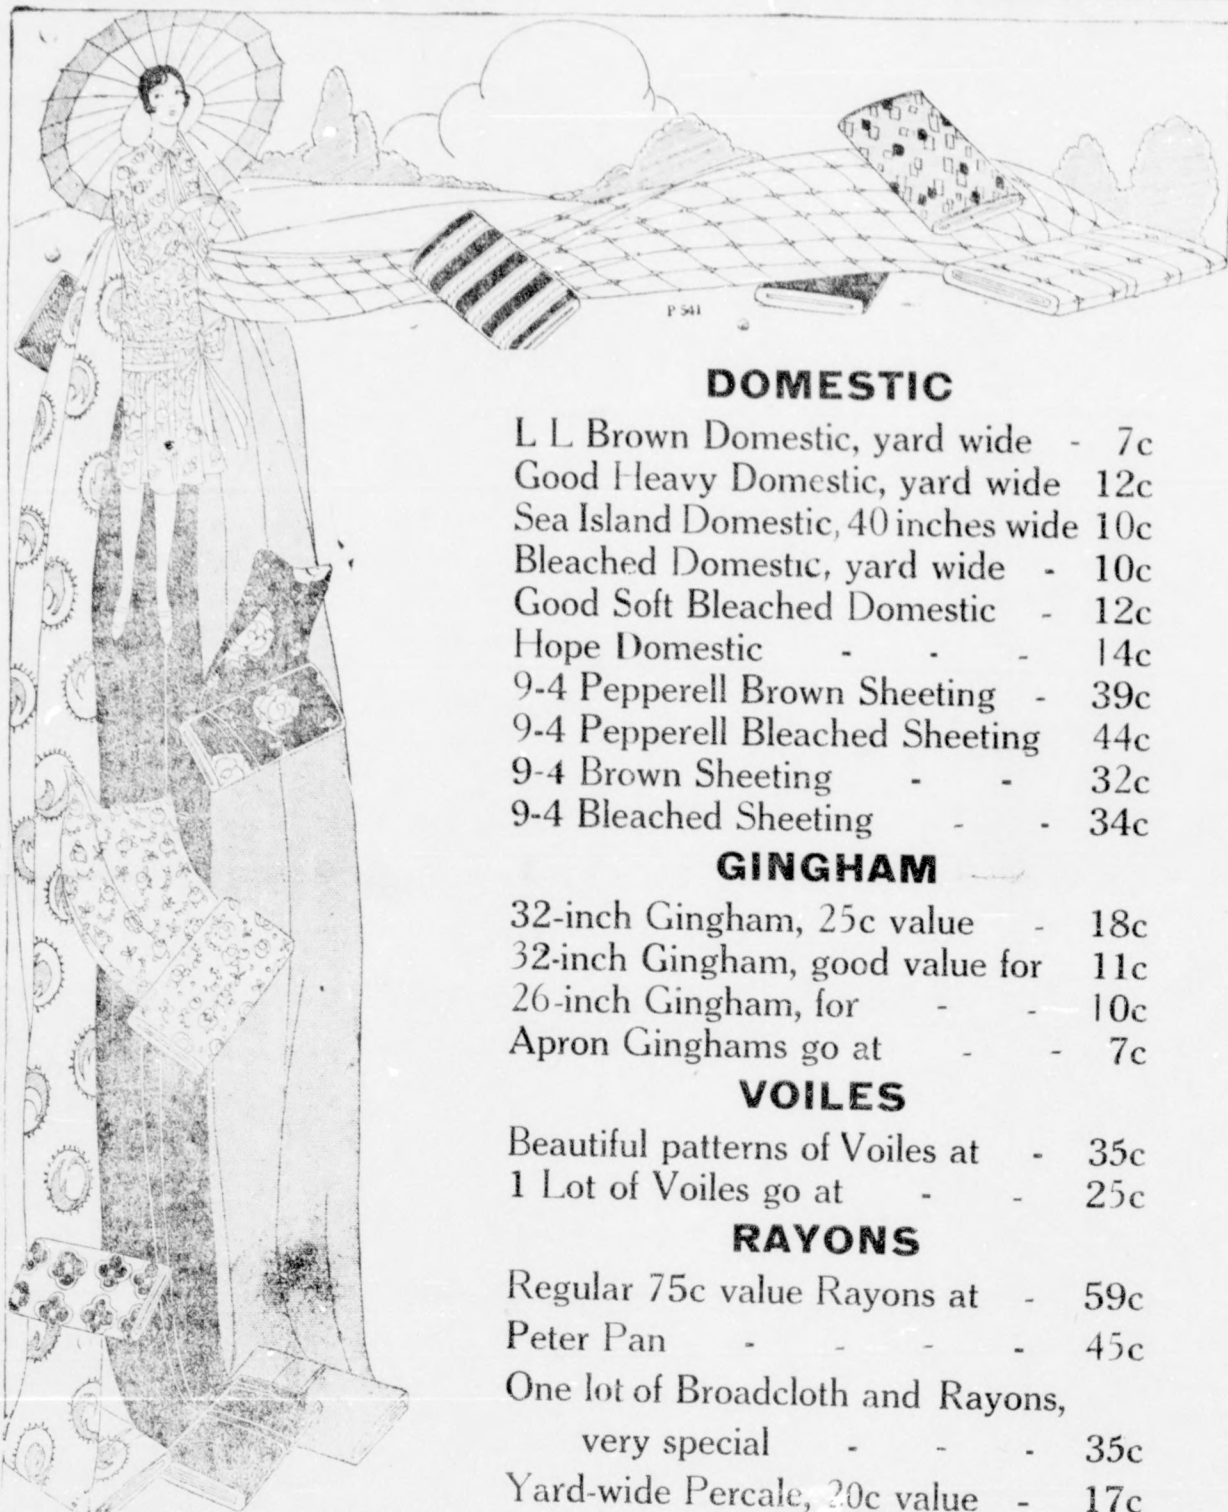 P 541
DOMESTIC
L L Brown Domestic, yard wide - 7c
Good Heavy Domestic, yard wide 12c
Sea Island Domestic, 40 inches wide 10c
Bleached Domestic, yard wide - 10c
Good Soft Bleached Domestic - 12c
Hope Domestic - - - 14c
9-4 Pepperell Brown Sheeting - 39c
9-4 Pepperell Bleached Sheeting 44c
9-4 Brown Sheeting - - 32c
9-4 Bleached Sheeting - - 34c
GINGHAM
32-inch Gingham, 25c value - 18c
32-inch Gingham, good value for 11c
26-inch Gingham, for - - 10c
Apron Ginghams go at - - 7c
VOILES
Beautiful patterns of Voiles at - 35c
1 Lot of Voiles go at - - 25c
RAYONS
Regular 75c value Rayons at - 59c
Peter Pan - - - - 45c
One lot of Broadcloth and Rayons,
very special - - - 35c
Yard-wide Percale, 20c value - 17c